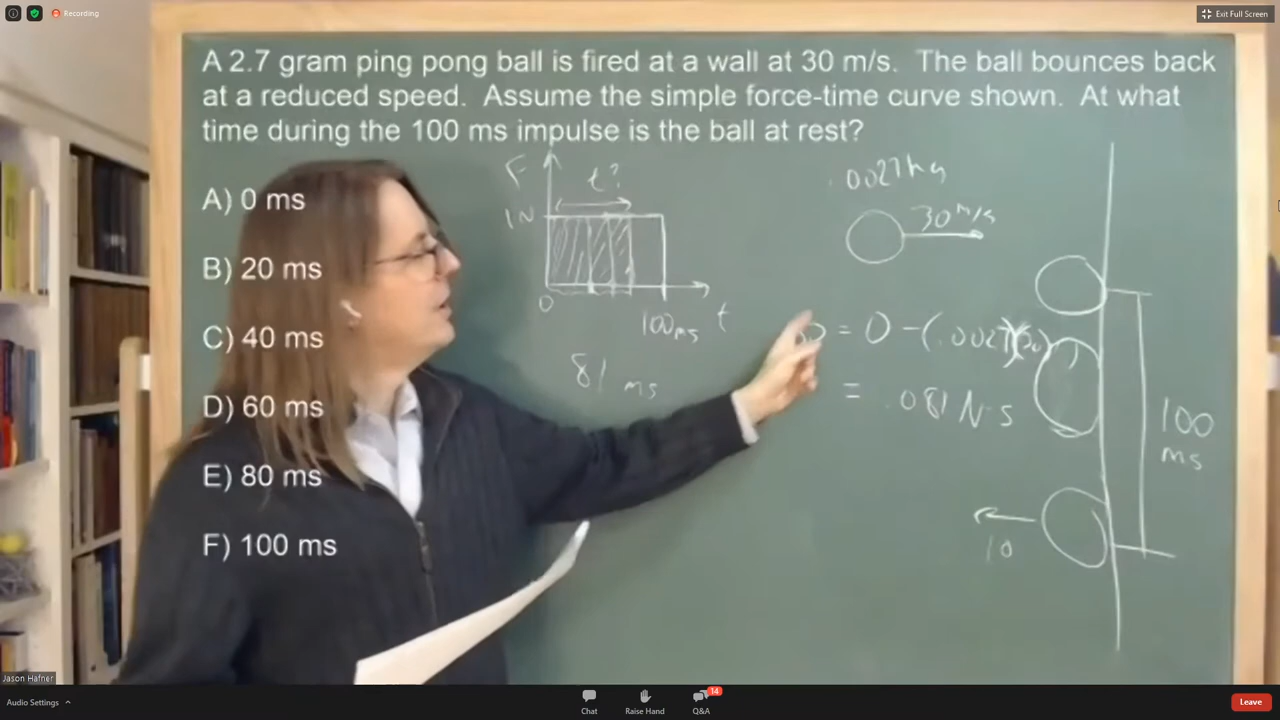 Recording
Exit Full Screen
A 2.7 gram ping pong ball is fired at a wall at 30 m/s. The ball bounces back
at a reduced speed. Assume the simple force-time curve shown. At what
time during the 100 ms impulse is the ball at rest?
A) 0 ms
B) 20 ms
C) 40 ms
D) 60 ms
E) 80 ms
F) 100 ms
F
t?
1N
0
100ms
t
81 ms
.0027kg
30 m/s
= 0 - (.0027)(30)
= .081 N·s
100
ms
10
Jason Hafner
Audio Settings
Chat
Raise Hand
14
Q&A
Leave